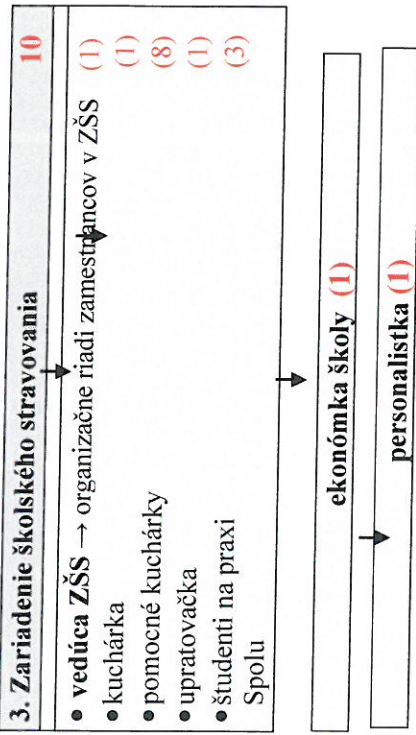 3. Zariadenie školského stravovania 10
• vedúca ZŠS → organizačne riadi zamestnancov v ZŠS (1)
• kuchárka (1)
• pomocné kuchárky (8)
• upratovačka (1)
• študenti na praxi (3)
Spolu
ekonómka školy (1)
personalistka (1)